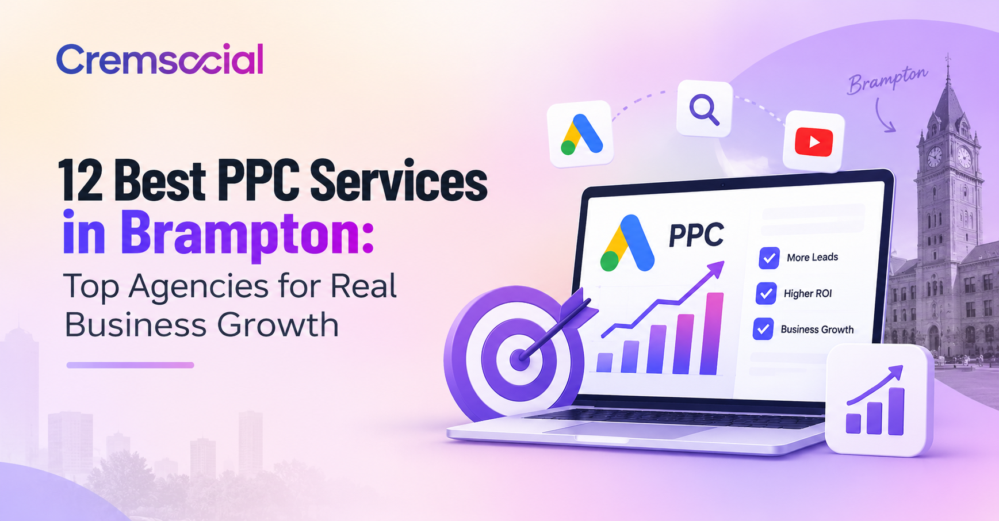 Cremsocial
12 Best PPC Services
in Brampton:
Top Agencies for Real
Business Growth
Brampton
PPC
More Leads
Higher ROI
Business Growth